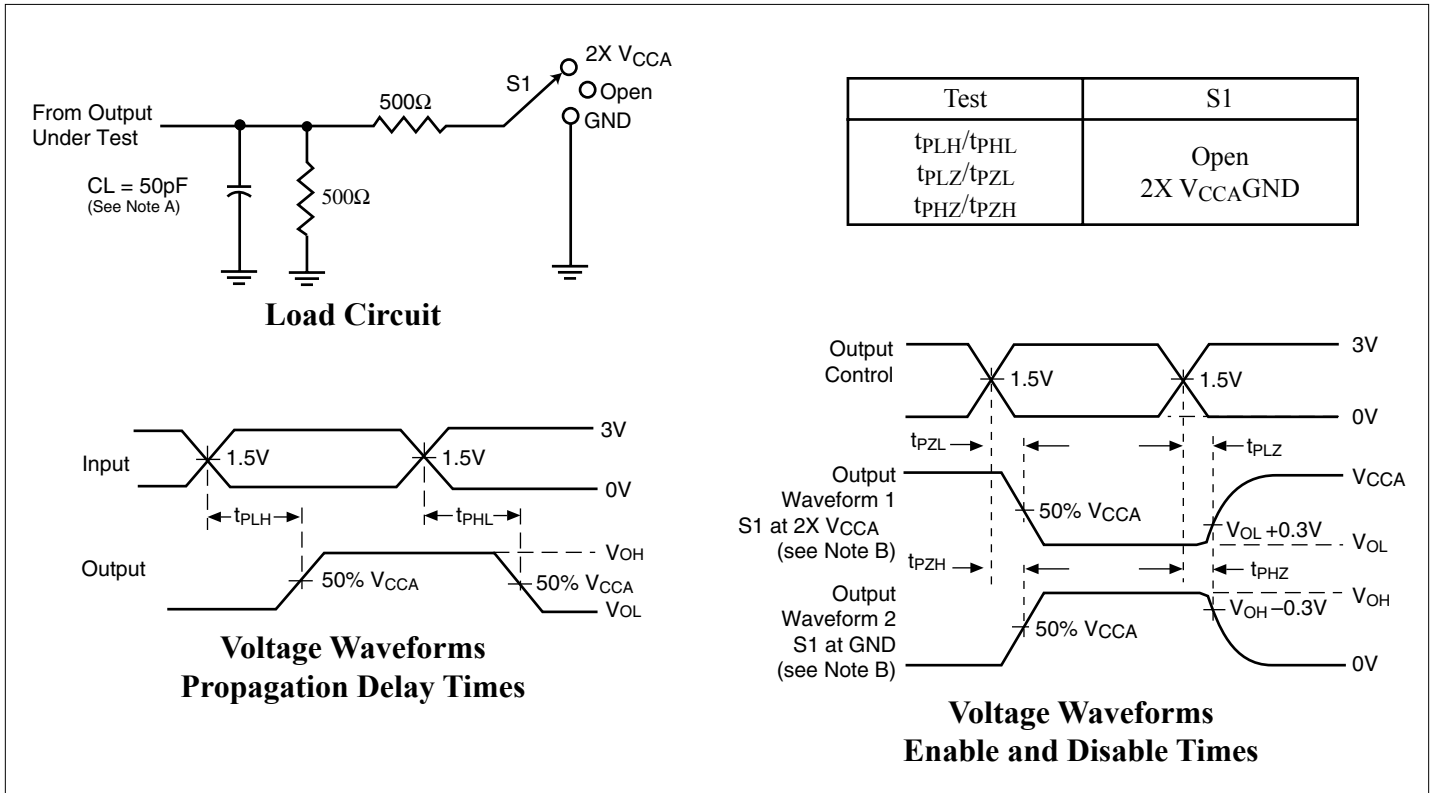 2X VCCA
S1
Open
GND
From Output
Under Test
500Ω
CL = 50pF
(See Note A)
500Ω
Load Circuit
Test S1
tPLH/tPHL
tPLZ/tPZL
tPHZ/tPZH
Open
2X VCCAGND
Input
1.5V
1.5V
3V
0V
tPLH
tPHL
Output
50% VCCA
50% VCCA
VOH
VOL
Voltage Waveforms
Propagation Delay Times
Output
Control
1.5V
1.5V
3V
0V
tPZL
tPLZ
Output
Waveform 1
S1 at 2X VCCA
(see Note B)
50% VCCA
VOL +0.3V
VCCA
VOL
tPZH
tPHZ
Output
Waveform 2
S1 at GND
(see Note B)
50% VCCA
VOH –0.3V
VOH
0V
Voltage Waveforms
Enable and Disable Times